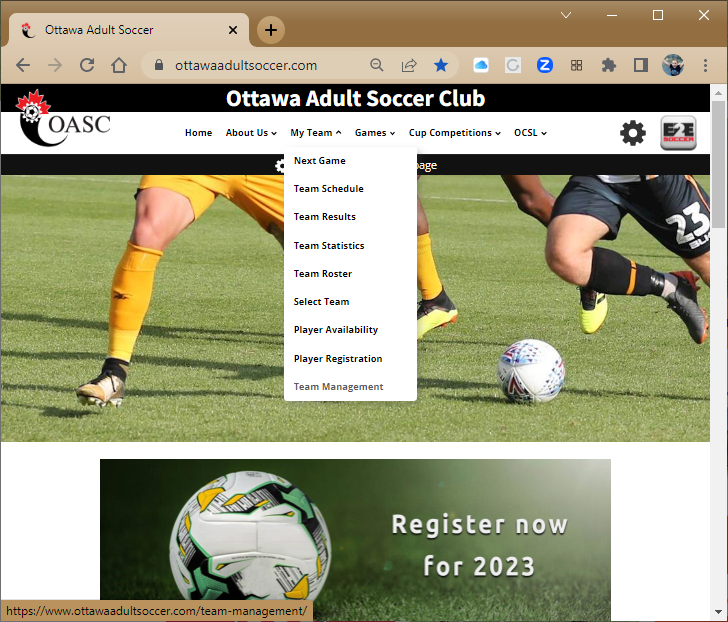 Ottawa Adult Soccer
ottawaadultsoccer.com
Ottawa Adult Soccer Club
OASC
Home About Us My Team Games Cup Competitions OCSL
E2E
SOCCER
page
Next Game
Team Schedule
Team Results
Team Statistics
Team Roster
Select Team
Player Availability
Player Registration
Team Management
23
Register now
for 2023
https://www.ottawaadultsoccer.com/team-management/